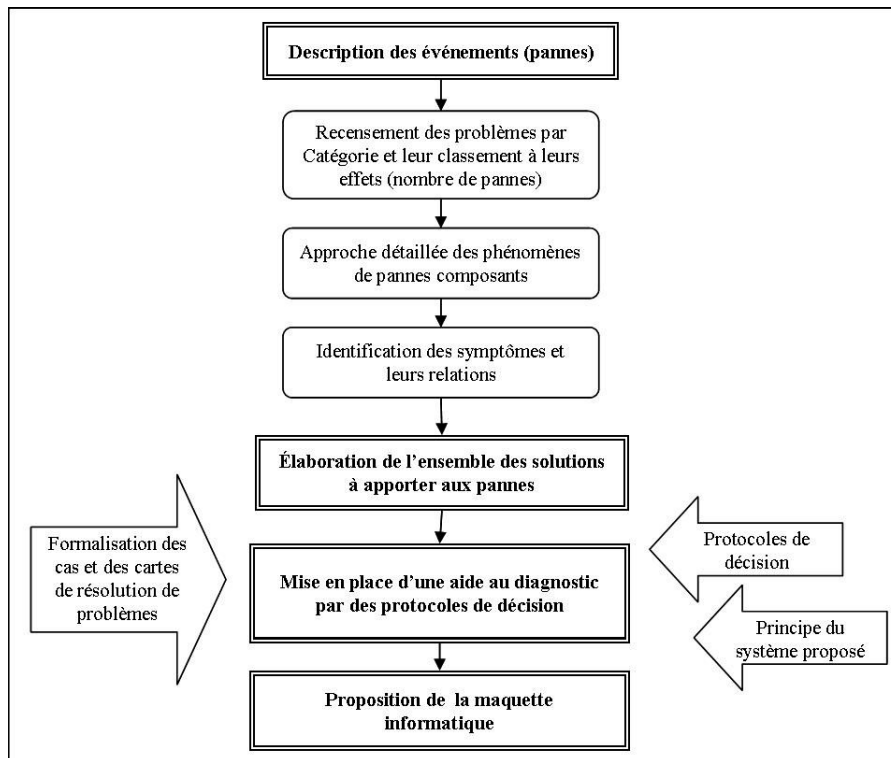 Description des événements (pannes)
Recensement des problèmes par
Catégorie et leur classement à leurs
effets (nombre de pannes)
Approche détaillée des phénomènes
de pannes composants
Identification des symptômes et
leurs relations
Élaboration de l'ensemble des solutions
à apporter aux pannes
Formalisation des
cas et des cartes
de résolution de
problèmes
Mise en place d'une aide au diagnostic
par des protocoles de décision
Protocoles de
décision
Principe du
système proposé
Proposition de la maquette
informatique